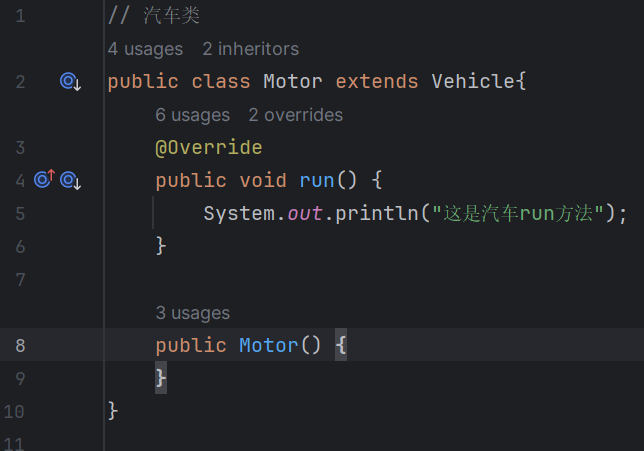 1 // 汽车类
4 usages 2 inheritors
2 public class Motor extends Vehicle{
6 usages 2 overrides
3 @Override
4 public void run() {
5 System.out.println("这是汽车run方法");
6 }
7
3 usages
8 public Motor() {
9 }
10 }
11